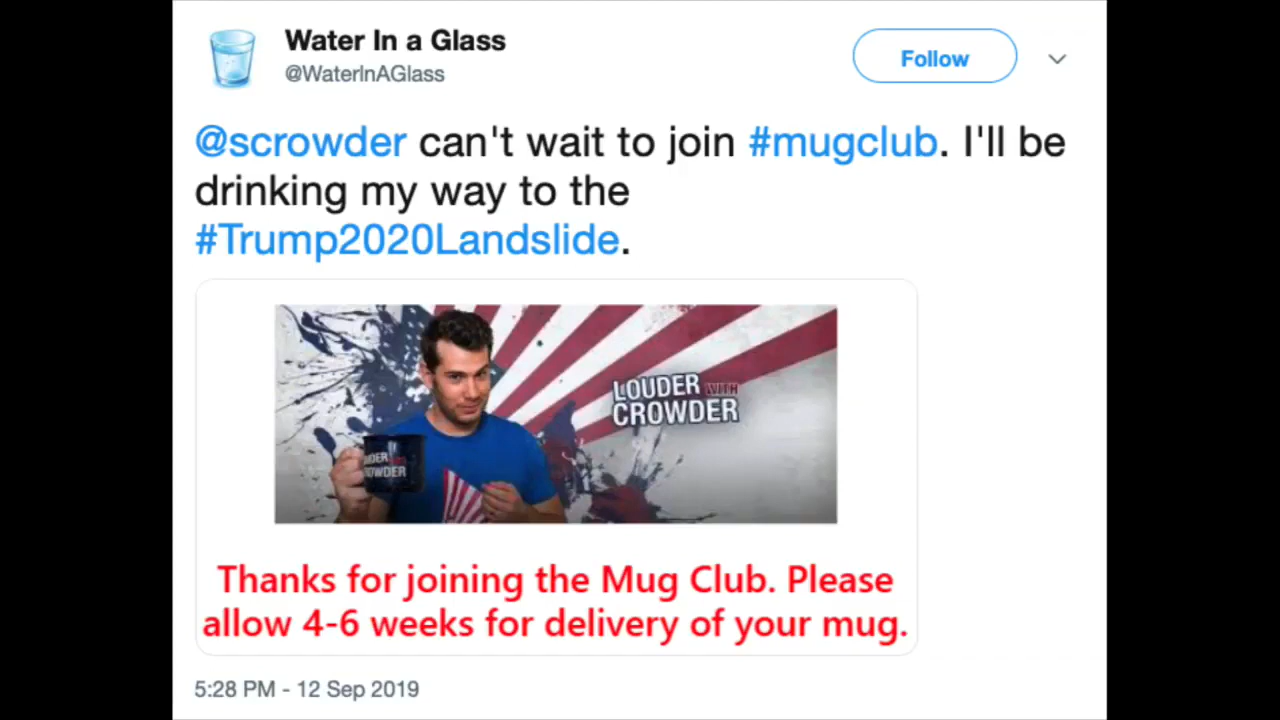 Water In a Glass
@WaterInAGlass
Follow
@scrowder can't wait to join #mugclub. I'll be
drinking my way to the
#Trump2020Landslide.
LOUDER WITH
CROWDER
UDER
OWDER
Thanks for joining the Mug Club. Please
allow 4-6 weeks for delivery of your mug.
5:28 PM - 12 Sep 2019